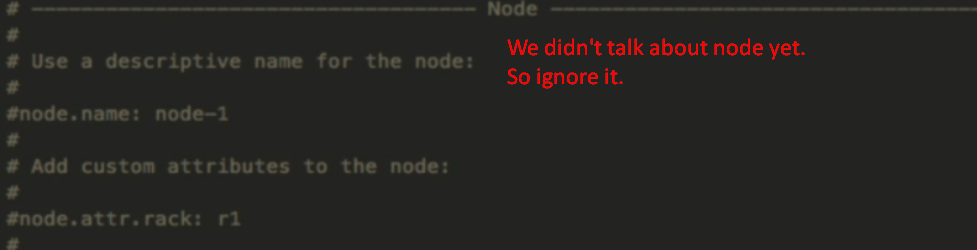 # ----------------------------------- Node -----------------------------------
#
# Use a descriptive name for the node:
We didn't talk about node yet.
So ignore it.
#
#node.name: node-1
#
# Add custom attributes to the node:
#
#node.attr.rack: r1
#